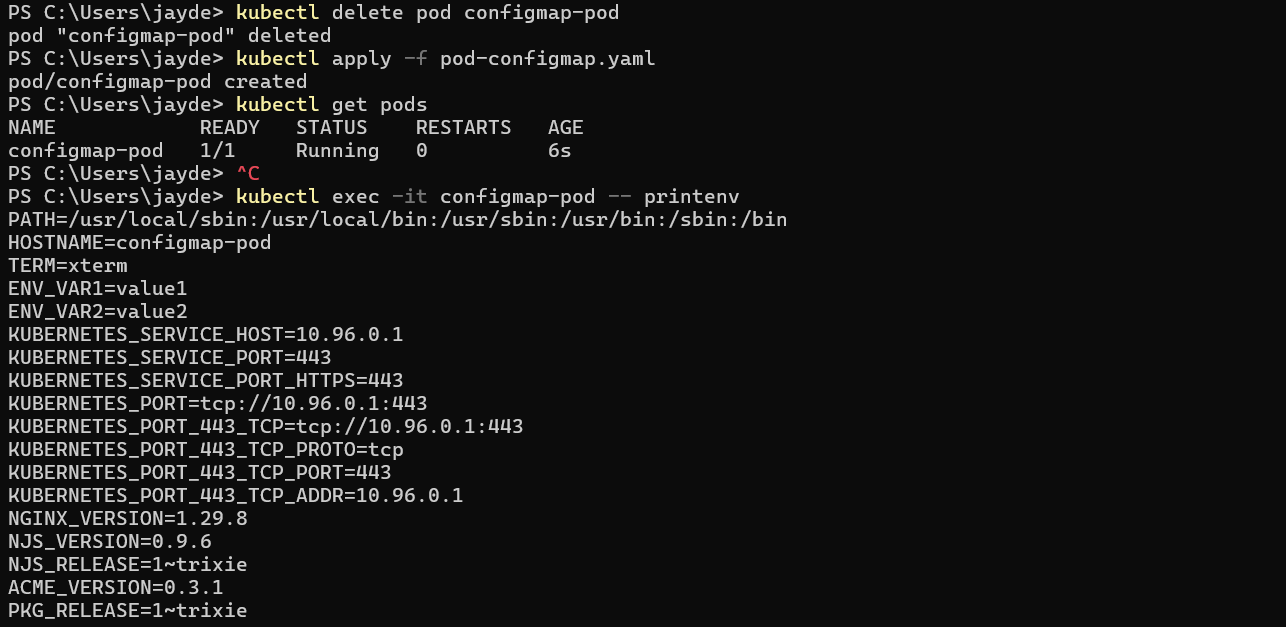 PS C:\Users\jayde> kubectl delete pod configmap-pod
pod "configmap-pod" deleted
PS C:\Users\jayde> kubectl apply -f pod-configmap.yaml
pod/configmap-pod created
PS C:\Users\jayde> kubectl get pods
NAME            READY   STATUS    RESTARTS   AGE
configmap-pod   1/1     Running   0          6s
PS C:\Users\jayde> ^C
PS C:\Users\jayde> kubectl exec -it configmap-pod -- printenv
PATH=/usr/local/sbin:/usr/local/bin:/usr/sbin:/usr/bin:/sbin:/bin
HOSTNAME=configmap-pod
TERM=xterm
ENV_VAR1=value1
ENV_VAR2=value2
KUBERNETES_SERVICE_HOST=10.96.0.1
KUBERNETES_SERVICE_PORT=443
KUBERNETES_SERVICE_PORT_HTTPS=443
KUBERNETES_PORT=tcp://10.96.0.1:443
KUBERNETES_PORT_443_TCP=tcp://10.96.0.1:443
KUBERNETES_PORT_443_TCP_PROTO=tcp
KUBERNETES_PORT_443_TCP_PORT=443
KUBERNETES_PORT_443_TCP_ADDR=10.96.0.1
NGINX_VERSION=1.29.8
NJS_VERSION=0.9.6
NJS_RELEASE=1~trixie
ACME_VERSION=0.3.1
PKG_RELEASE=1~trixie